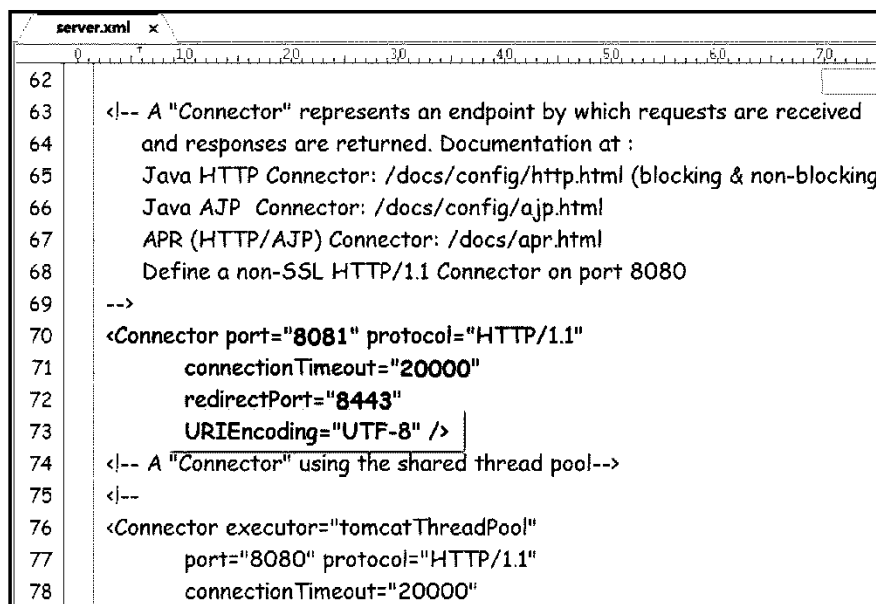 server.xml ×
0 10 20 30 40 50 60 70
62
63 <!-- A "Connector" represents an endpoint by which requests are received
64 and responses are returned. Documentation at :
65 Java HTTP Connector: /docs/config/http.html (blocking & non-blocking
66 Java AJP  Connector: /docs/config/ajp.html
67 APR (HTTP/AJP) Connector: /docs/apr.html
68 Define a non-SSL HTTP/1.1 Connector on port 8080
69 -->
70 <Connector port="8081" protocol="HTTP/1.1"
71 connectionTimeout="20000"
72 redirectPort="8443"
73 URIEncoding="UTF-8" />
74 <!-- A "Connector" using the shared thread pool-->
75 <!--
76 <Connector executor="tomcatThreadPool"
77 port="8080" protocol="HTTP/1.1"
78 connectionTimeout="20000"